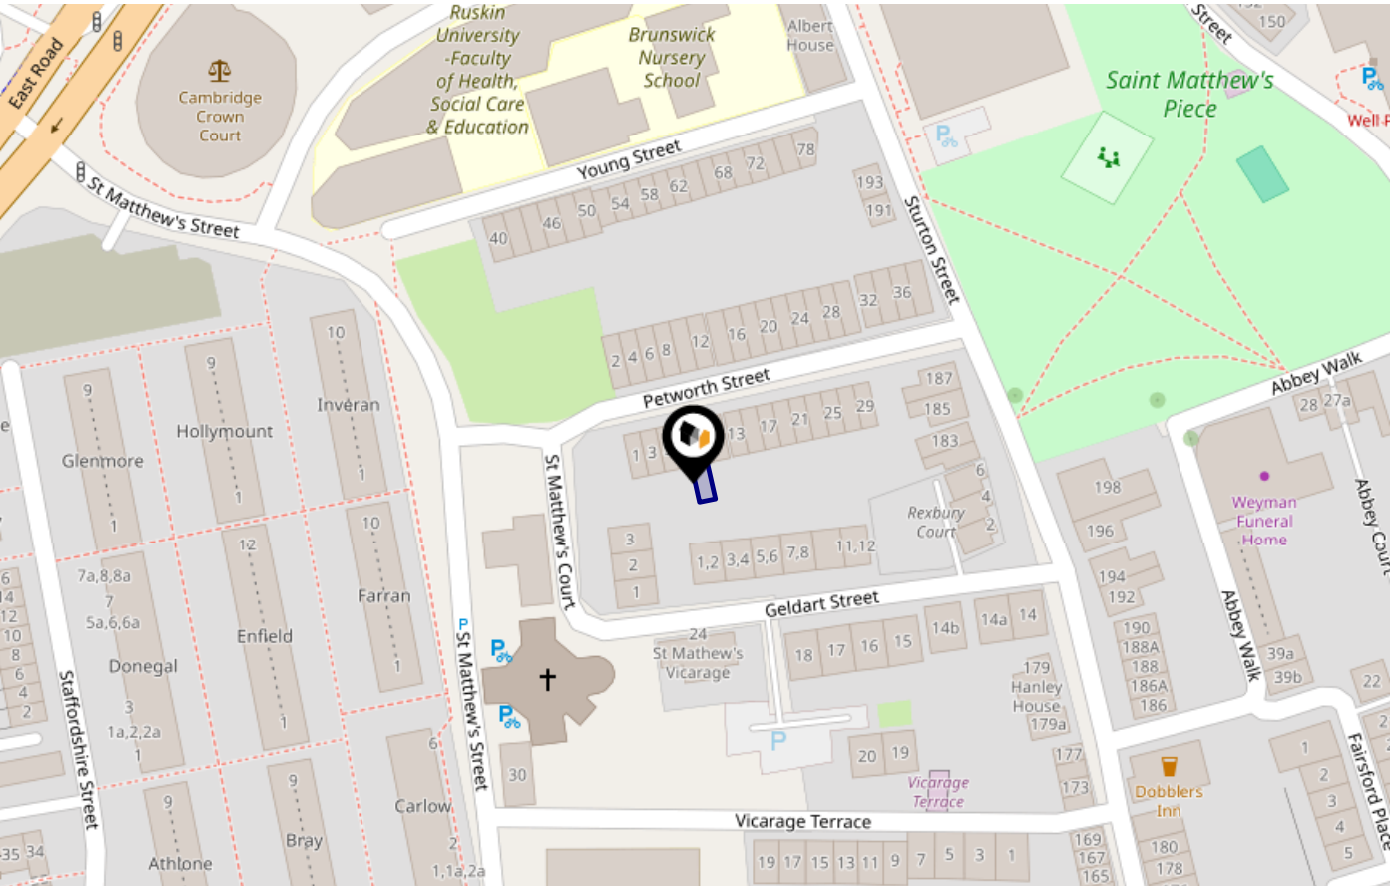 Ruskin
University
-Faculty
of Health,
Social Care
& Education
Brunswick
Nursery
School
Albert
House
Street
150
East Road
Cambridge
Crown
Court
Saint Matthew's
Piece
Well-P
Young Street
St Matthew's Street
40
46
50
54
58
62
68
72
78
193
191
Sturton Street
2
4
6
8
12
16
20
24
28
32
36
Petworth Street
Abbey Walk
28
27a
10
Inveran
1
9
Hollymount
1
9
Glenmore
1
1
3
13
17
21
25
29
187
185
183
6
4
2
Rexbury
Court
198
196
194
192
190
188A
188
186A
186
Weyman
Funeral
Home
Abbey Court
Abbey Walk
39a
39b
22
St Matthew's Court
3
2
1
1,2
3,4
5,6
7,8
11,12
Geldart Street
10
Farran
1
12
Enfield
1
7a,8,8a
7
5a,6,6a
Donegal
3
1a,2,2a
1
6
14
12
10
8
6
4
2
Staffordshire Street
P
St Matthew's Street
P
P
24
St Mathew's
Vicarage
18
17
16
15
14b
14a
14
179
Hanley
House
179a
177
173
P
20
19
Vicarage
Terrace
30
6
Carlow
2
1,1a,2a
9
Bray
9
Athlone
35
34
Vicarage Terrace
19
17
15
13
11
9
7
5
3
1
169
167
165
Dobblers
Inn
180
178
Fairsford Place
1
2
3
4
5